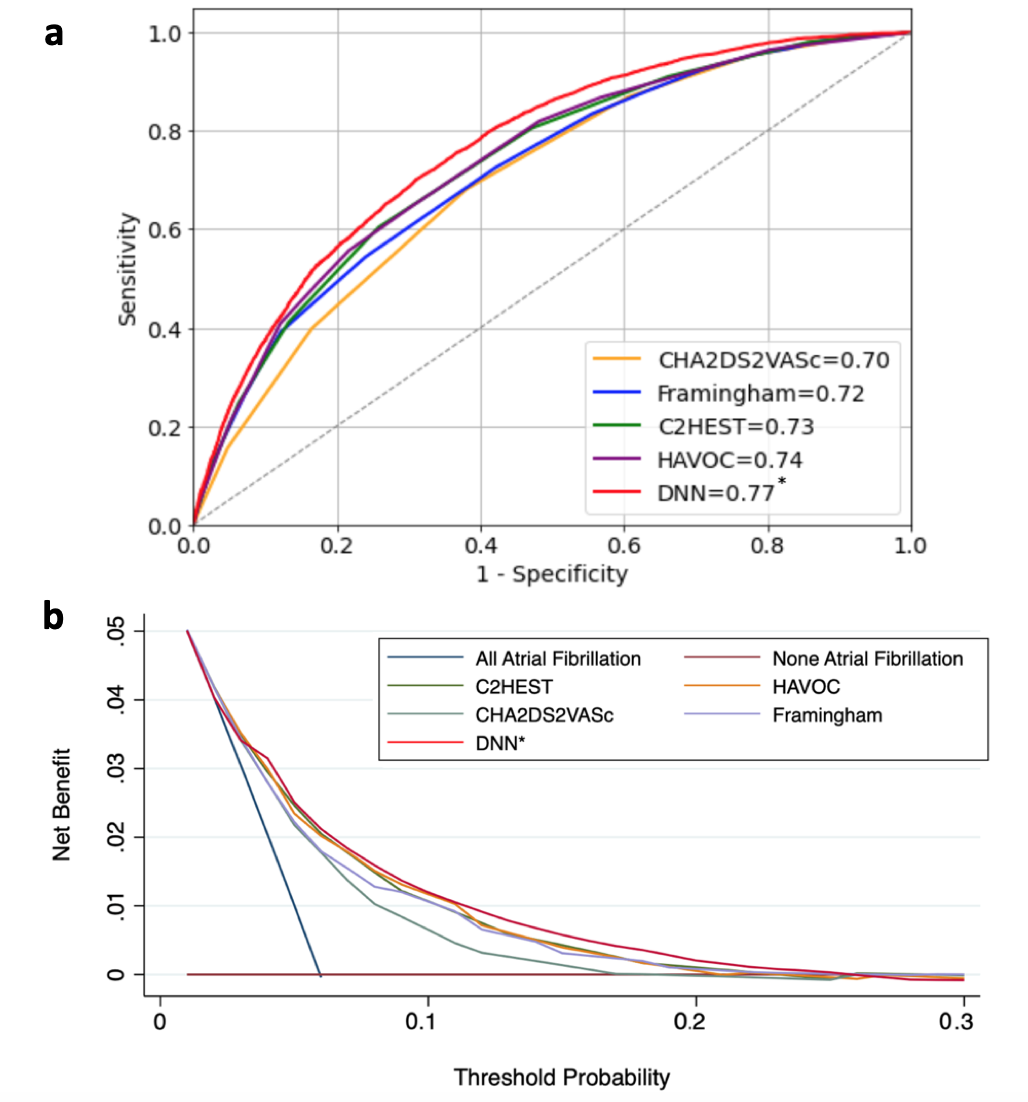 a
1.0
0.8
0.6
0.4
0.2
0.0
Sensitivity
CHA2DS2VASc=0.70
Framingham=0.72
C2HEST=0.73
HAVOC=0.74
DNN=0.77*
0.0 0.2 0.4 0.6 0.8 1.0
1 - Specificity
b
.05
.04
.03
.02
.01
0
Net Benefit
All Atrial Fibrillation None Atrial Fibrillation
C2HEST HAVOC
CHA2DS2VASc Framingham
DNN*
0 0.1 0.2 0.3
Threshold Probability